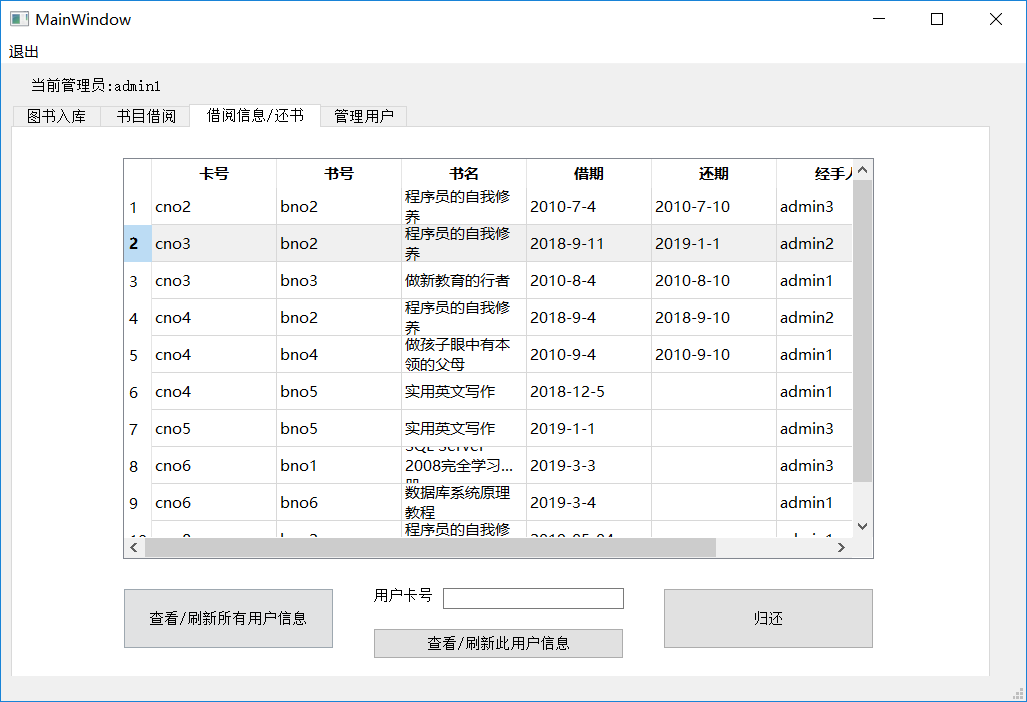 MainWindow
退出
当前管理员:admin1
图书入库 书目借阅 借阅信息/还书 管理用户
卡号 书号 书名 借期 还期 经手人
1 cno2 bno2 程序员的自我修 2010-7-4 2010-7-10 admin3
养
2 cno3 bno2 程序员的自我修 2018-9-11 2019-1-1 admin2
养
3 cno3 bno3 做新教育的行者 2010-8-4 2010-8-10 admin1
4 cno4 bno2 程序员的自我修 2018-9-4 2018-9-10 admin2
养
5 cno4 bno4 做孩子眼中有本 2010-9-4 2010-9-10 admin1
领的父母
6 cno4 bno5 实用英文写作 2018-12-5 admin1
7 cno5 bno5 实用英文写作 2019-1-1 admin3
SQL Server
8 cno6 bno1 2008完全学习... 2019-3-3 admin3
9 cno6 bno6 数据库系统原理 2019-3-4 admin1
教程
程序员的自我修
用户卡号
查看/刷新所有用户信息 查看/刷新此用户信息 归还